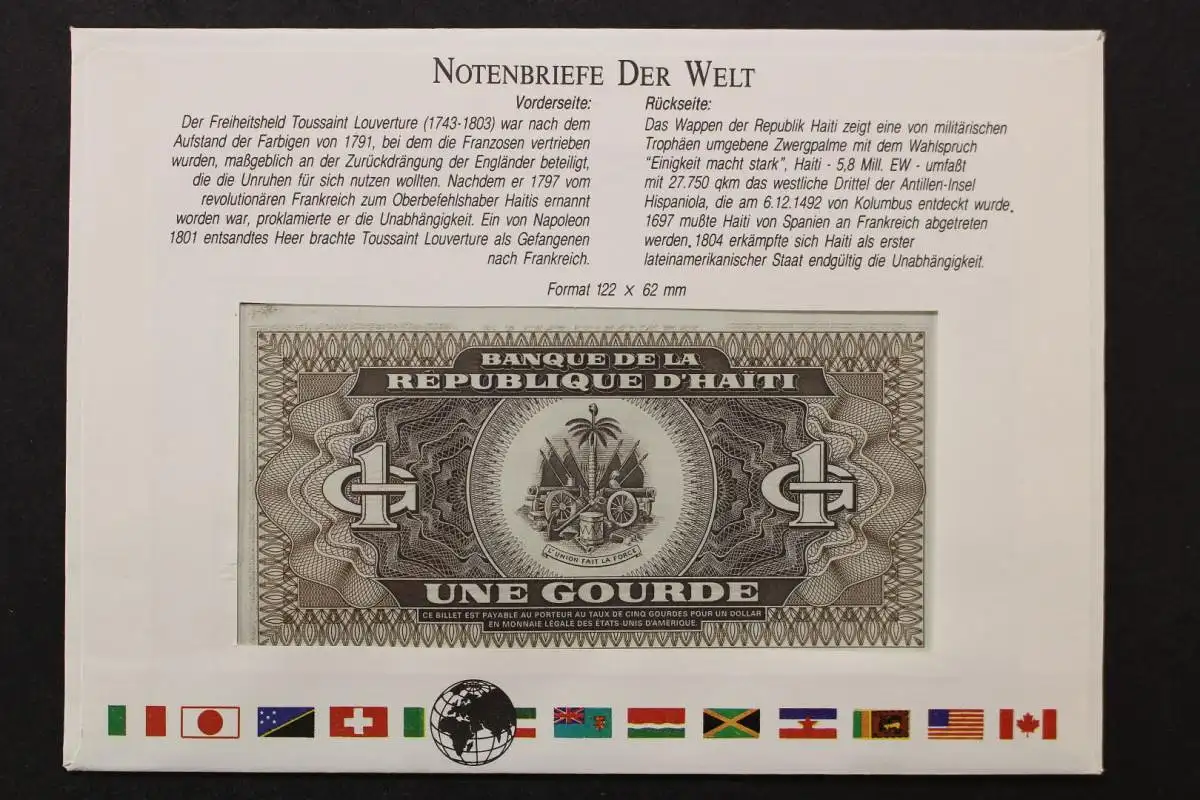 NOTENBRIEFE DER WELT
Vorderseite:
Der Freiheitsheld Toussaint Louverture (1743-1803) war nach dem
Aufstand der Farbigen von 1791, bei dem die Franzosen vertrieben
wurden, maßgeblich an der Zurückdrängung der Engländer beteiligt,
die die Unruhen für sich nutzen wollten. Nachdem er 1797 vom
revolutionären Frankreich zum Oberbefehlshaber Haitis ernannt
worden war, proklamierte er die Unabhängigkeit. Ein von Napoleon
1801 entsandtes Heer brachte Toussaint Louverture als Gefangenen
nach Frankreich.
Rückseite:
Das Wappen der Republik Haiti zeigt eine von militärischen
Trophäen umgebene Zwergpalme mit dem Wahlspruch
"Einigkeit macht stark", Haiti - 5,8 Mill. EW - umfaßt
mit 27.750 qkm das westliche Drittel der Antillen-Insel
Hispaniola, die am 6.12.1492 von Kolumbus entdeckt wurde.
1697 mußte Haiti von Spanien an Frankreich abgetreten
werden. 1804 erkämpfte sich Haiti als erster
lateinamerikanischer Staat endgültig die Unabhängigkeit.
Format 122 x 62 mm
BANQUE DE LA
RÉPUBLIQUE D'HAÏTI
1G 1G
L'UNION FAIT LA FORCE
UNE GOURDE
CE BILLET EST PAYABLE AU PORTEUR AU TAUX DE CINQ GOURDES POUR UN DOLLAR
EN MONNAIE LÉGALE DES ÉTATS-UNIS D'AMÉRIQUE.